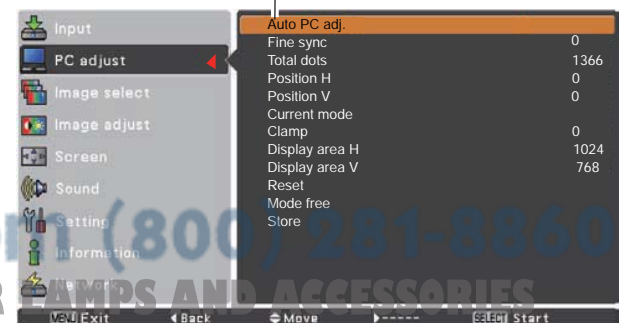 Input
PC adjust
Image select
Image adjust
Screen
Sound
Setting
Information
Network
Auto PC adj.
Fine sync 0
Total dots 1366
Position H 0
Position V 0
Current mode
Clamp 0
Display area H 1024
Display area V 768
Reset
Mode free
Store
om (800) 281-8860
R LAMPS AND ACCESSORIES
MENU Exit ◀Back ⬍Move ▶----- SELECT Start